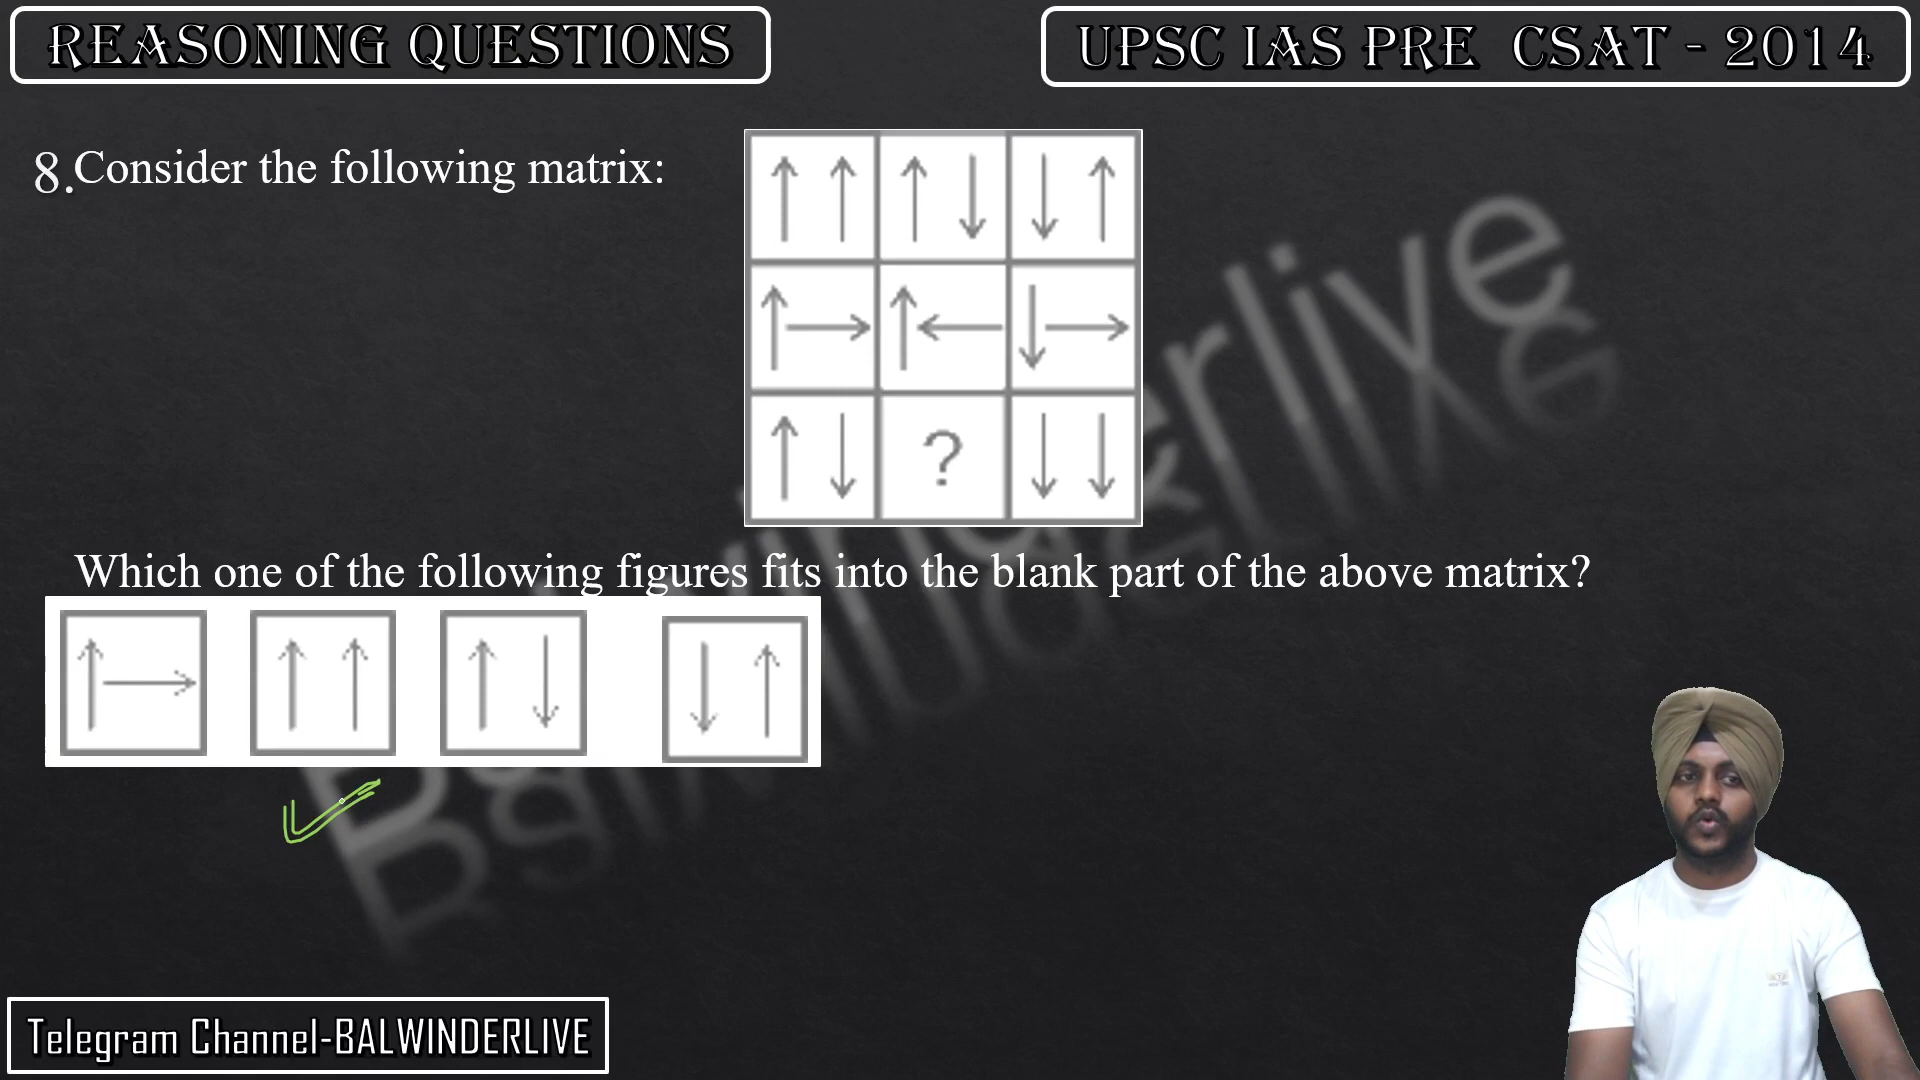 REASONING QUESTIONS
UPSC IAS PRE CSAT - 2014
8.Consider the following matrix:
?
Which one of the following figures fits into the blank part of the above matrix?
Balwinderlive
Telegram Channel-BALWINDERLIVE